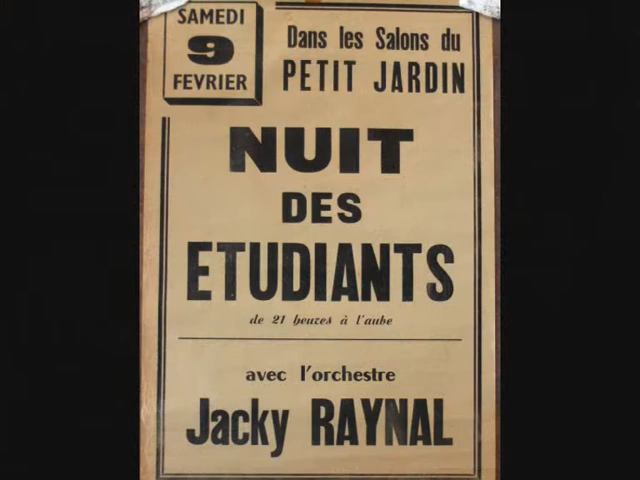 SAMEDI
9
FEVRIER
Dans les Salons du
PETIT JARDIN
NUIT
DES
ETUDIANTS
de 21 heures à l'aube
avec l'orchestre
Jacky RAYNAL